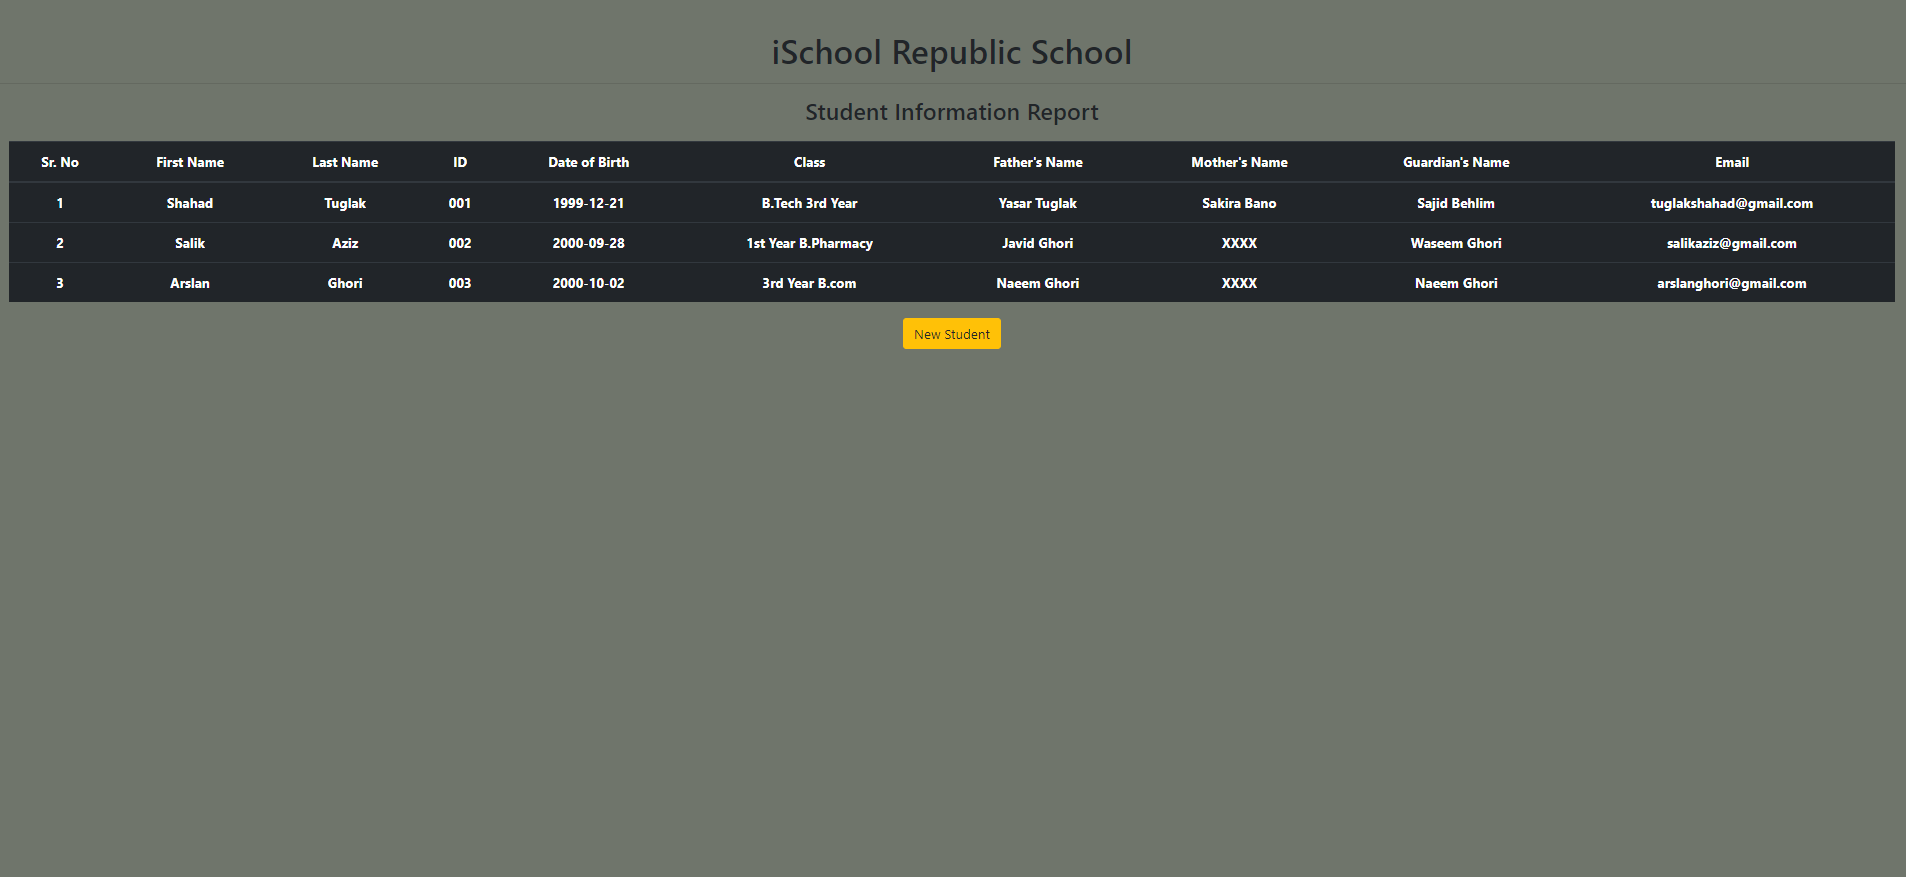 iSchool Republic School
Student Information Report
Sr. No First Name Last Name ID Date of Birth Class Father's Name Mother's Name Guardian's Name Email
1 Shahad Tuglak 001 1999-12-21 B.Tech 3rd Year Yasar Tuglak Sakira Bano Sajid Behlim tuglakshahad@gmail.com
2 Salik Aziz 002 2000-09-28 1st Year B.Pharmacy Javid Ghori XXXX Waseem Ghori salikaziz@gmail.com
3 Arslan Ghori 003 2000-10-02 3rd Year B.com Naeem Ghori XXXX Naeem Ghori arslanghori@gmail.com
New Student